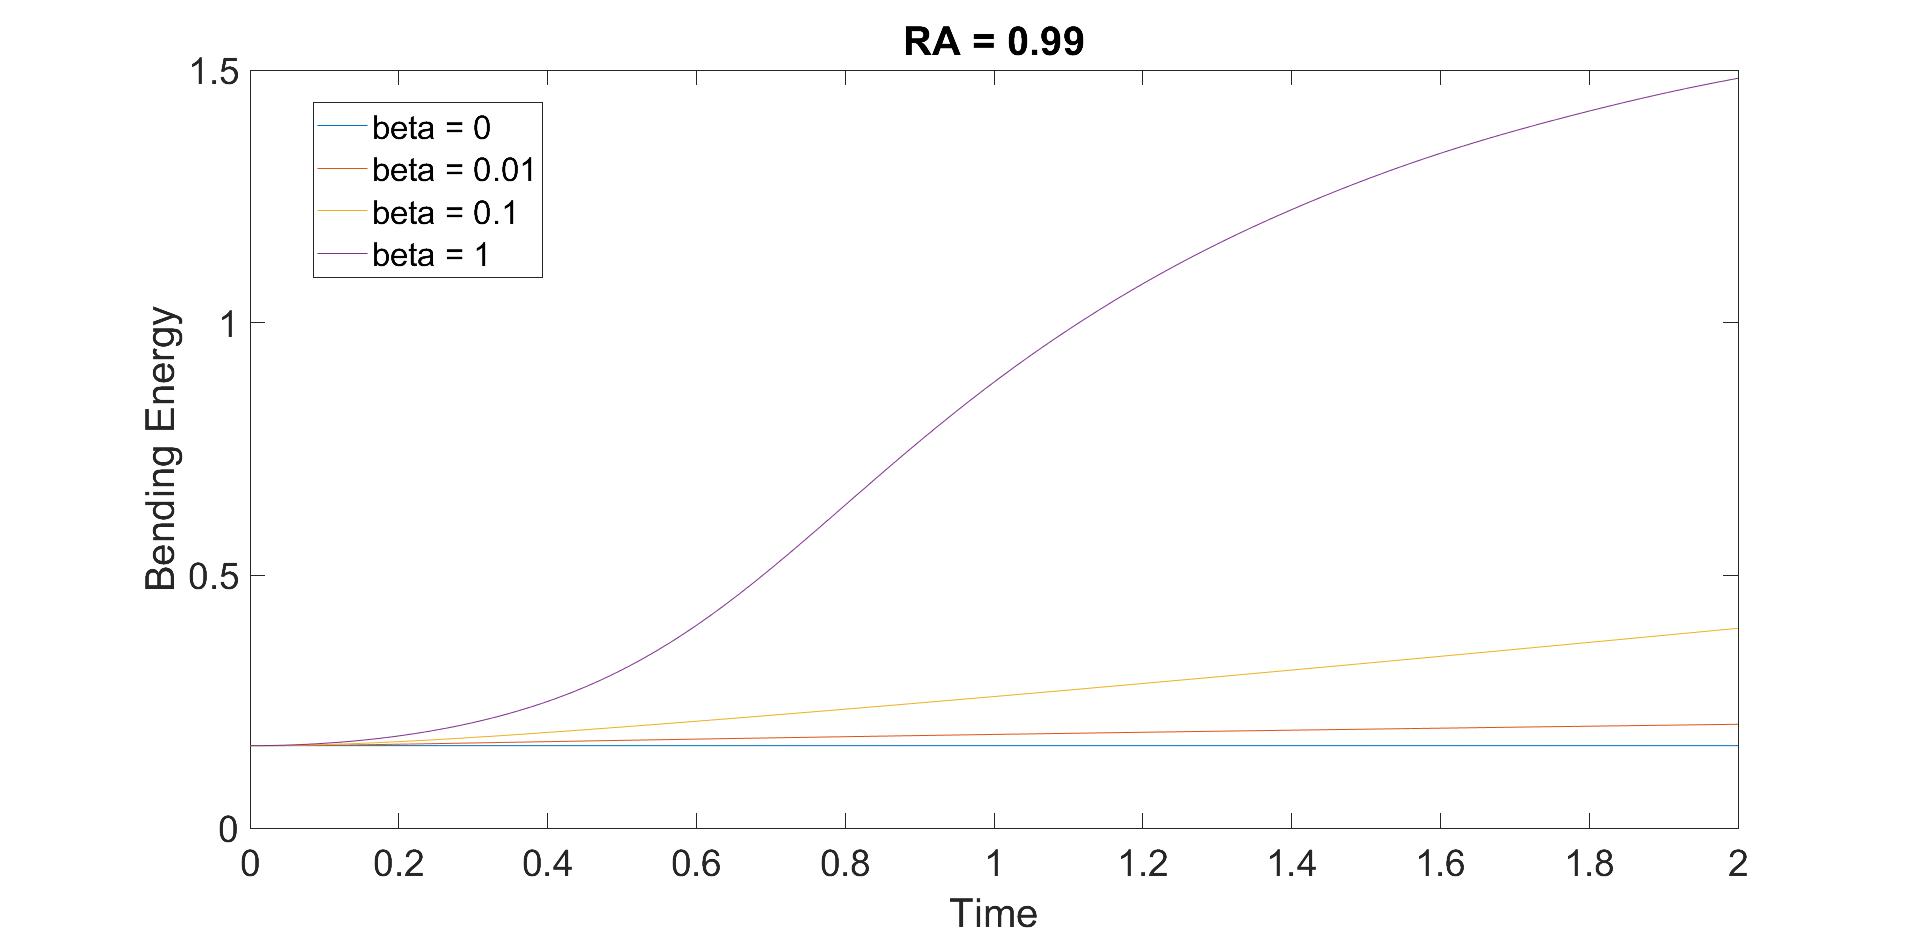 RA = 0.99
1.5
1
0.5
0
Bending Energy
beta = 0
beta = 0.01
beta = 0.1
beta = 1
0 0.2 0.4 0.6 0.8 1 1.2 1.4 1.6 1.8 2
Time